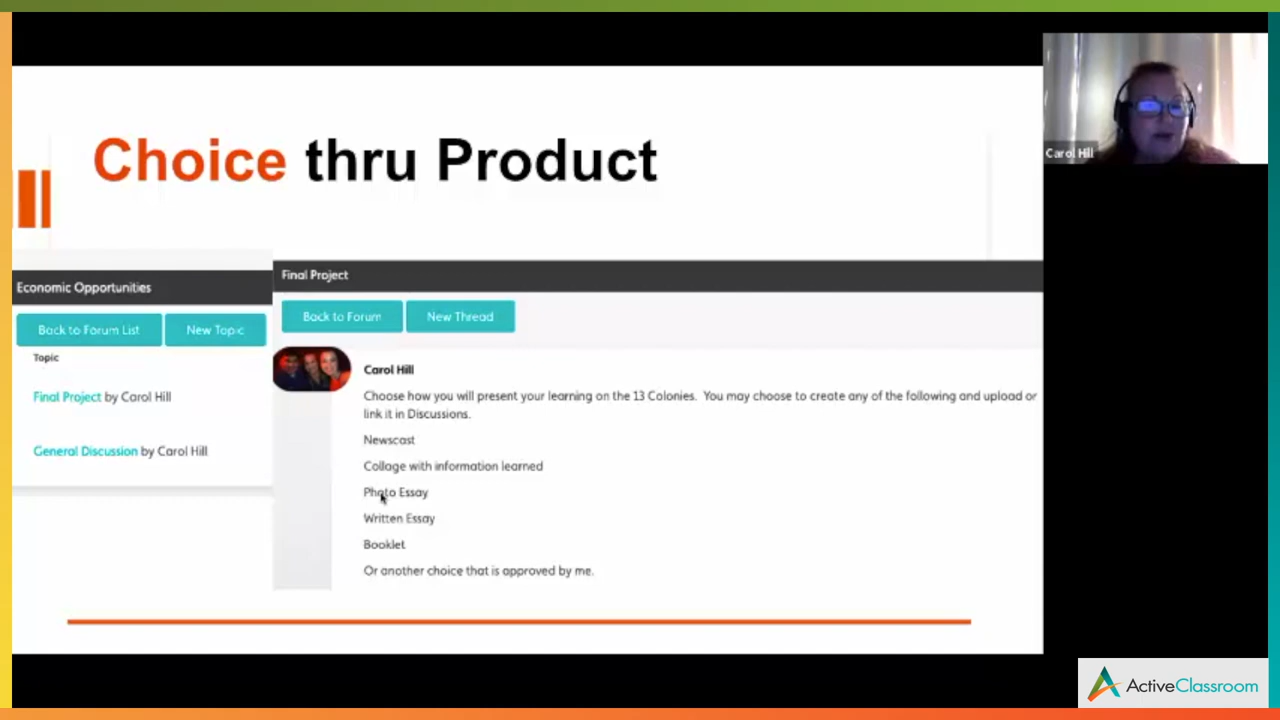 Choice thru Product
Carol Hill
Economic Opportunities
Back to Forum List
New Topic
Topic
Final Project by Carol Hill
General Discussion by Carol Hill
Final Project
Back to Forum
New Thread
Carol Hill
Choose how you will present your learning on the 13 Colonies. You may choose to create any of the following and upload or
link it in Discussions.
Newscast
Collage with information learned
Photo Essay
Written Essay
Booklet
Or another choice that is approved by me.
ActiveClassroom